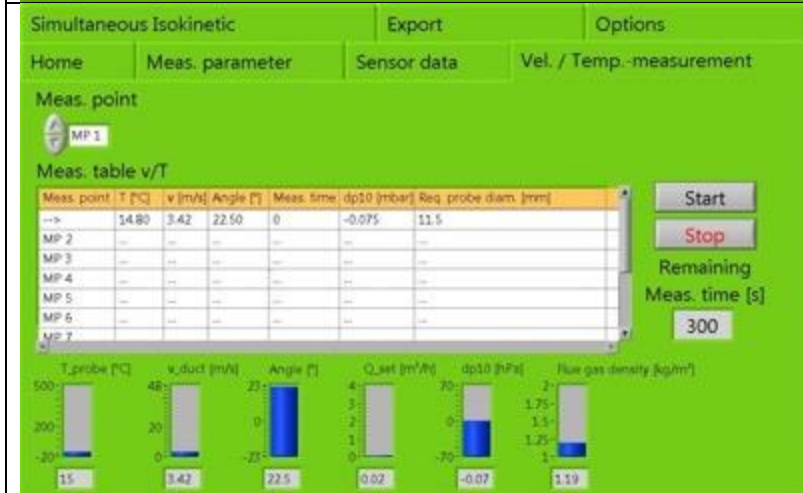 Simultaneous Isokinetic Export Options
Home Meas. parameter Sensor data Vel. / Temp.-measurement
Meas. point
MP 1
Meas. table v/T
Meas. point T [°C] v [m/s] Angle [°] Meas. time dp10 [mbar] Req. probe diam. [mm]
--> 14.80 3.42 22.50 0 -0.075 11.5
MP 2 ... ... ... ... ... ...
MP 3 ... ... ... ... ... ...
MP 4 ... ... ... ... ... ...
MP 5 ... ... ... ... ... ...
MP 6 ... ... ... ... ... ...
MP 7
Start
Stop
Remaining
Meas. time [s]
300
T_probe [°C] v_duct [m/s] Angle [°] Q_set [m³/h] dp10 [hPa] Flue gas density [kg/m³]
500 48 23 4 70 2
3 1.75
200 20 0 2 0 1.5
1 1.25
-20 0 -23 0 -70 1
15 3.42 22.5 0.02 -0.07 1.19